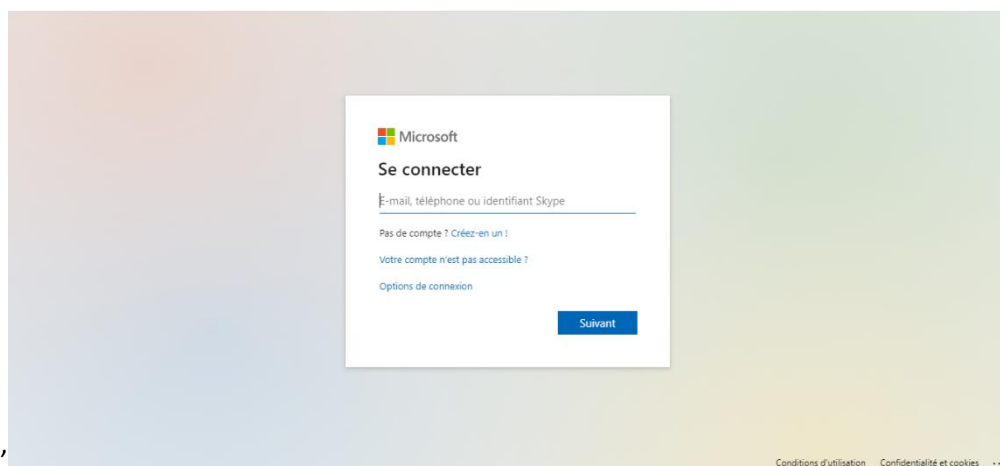 Microsoft
Se connecter
E-mail, téléphone ou identifiant Skype
Pas de compte ? Créez-en un !
Votre compte n'est pas accessible ?
Options de connexion
Suivant
,
Conditions d'utilisation Confidentialité et cookies ...